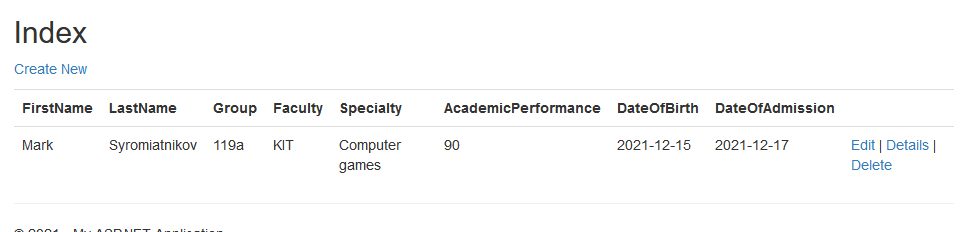 Index
Create New
FirstName LastName Group Faculty Specialty AcademicPerformance DateOfBirth DateOfAdmission
Mark Syromiatnikov 119a KIT Computer games 90 2021-12-15 2021-12-17 Edit | Details | Delete
© 2021 - My ASP.NET Application